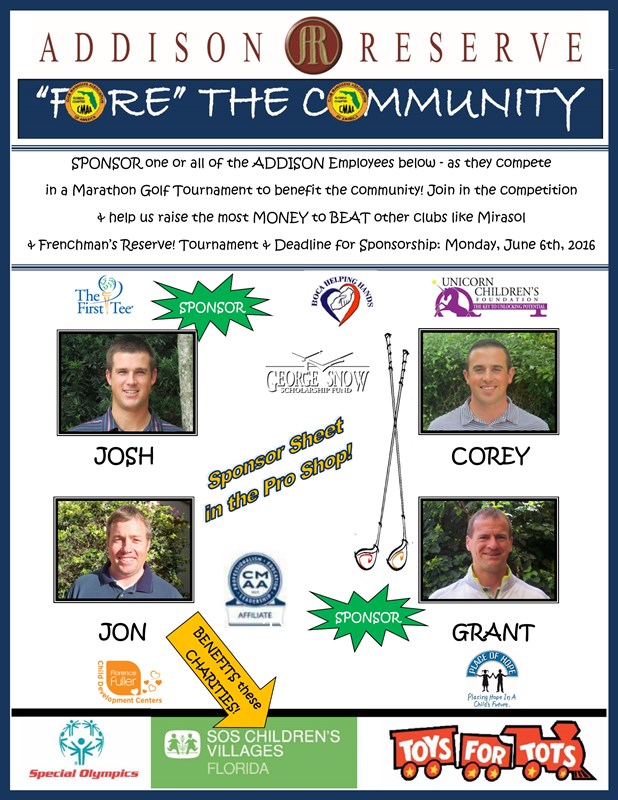 ADDISON AR RESERVE
"FORE" THE COMMUNITY
SPONSOR one or all of the ADDISON Employees below - as they compete
in a Marathon Golf Tournament to benefit the community! Join in the competition
& help us raise the most MONEY to BEAT other clubs like Mirasol
& Frenchman's Reserve! Tournament & Deadline for Sponsorship: Monday, June 6th, 2016
The
First Tee
SPONSOR
BOCA HELPING HANDS
UNICORN
CHILDREN'S
FOUNDATION
THE KEY TO UNLOCKING POTENTIAL
GEORGE SNOW
SCHOLARSHIP FUND
JOSH
COREY
Sponsor Sheet
in the Pro Shop!
CMAA
AFFILIATE
JON
SPONSOR
GRANT
BENEFITS these
CHARITIES!
Florence
Fuller
Child Development Centers
PLACE OF HOPE
Placing Hope In A
Child's Future.
Special Olympics
SOS CHILDREN'S
VILLAGES
FLORIDA
TOYS FOR TOTS